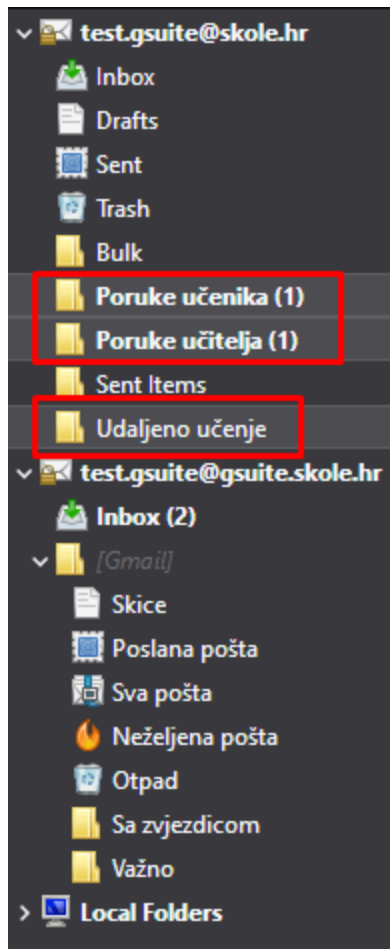 test.gsuite@skole.hr
Inbox
Drafts
Sent
Trash
Bulk
Poruke učenika (1)
Poruke učitelja (1)
Sent Items
Udaljeno učenje
test.gsuite@gsuite.skole.hr
Inbox (2)
[Gmail]
Skice
Poslana pošta
Sva pošta
Neželjena pošta
Otpad
Sa zvjezdicom
Važno
Local Folders